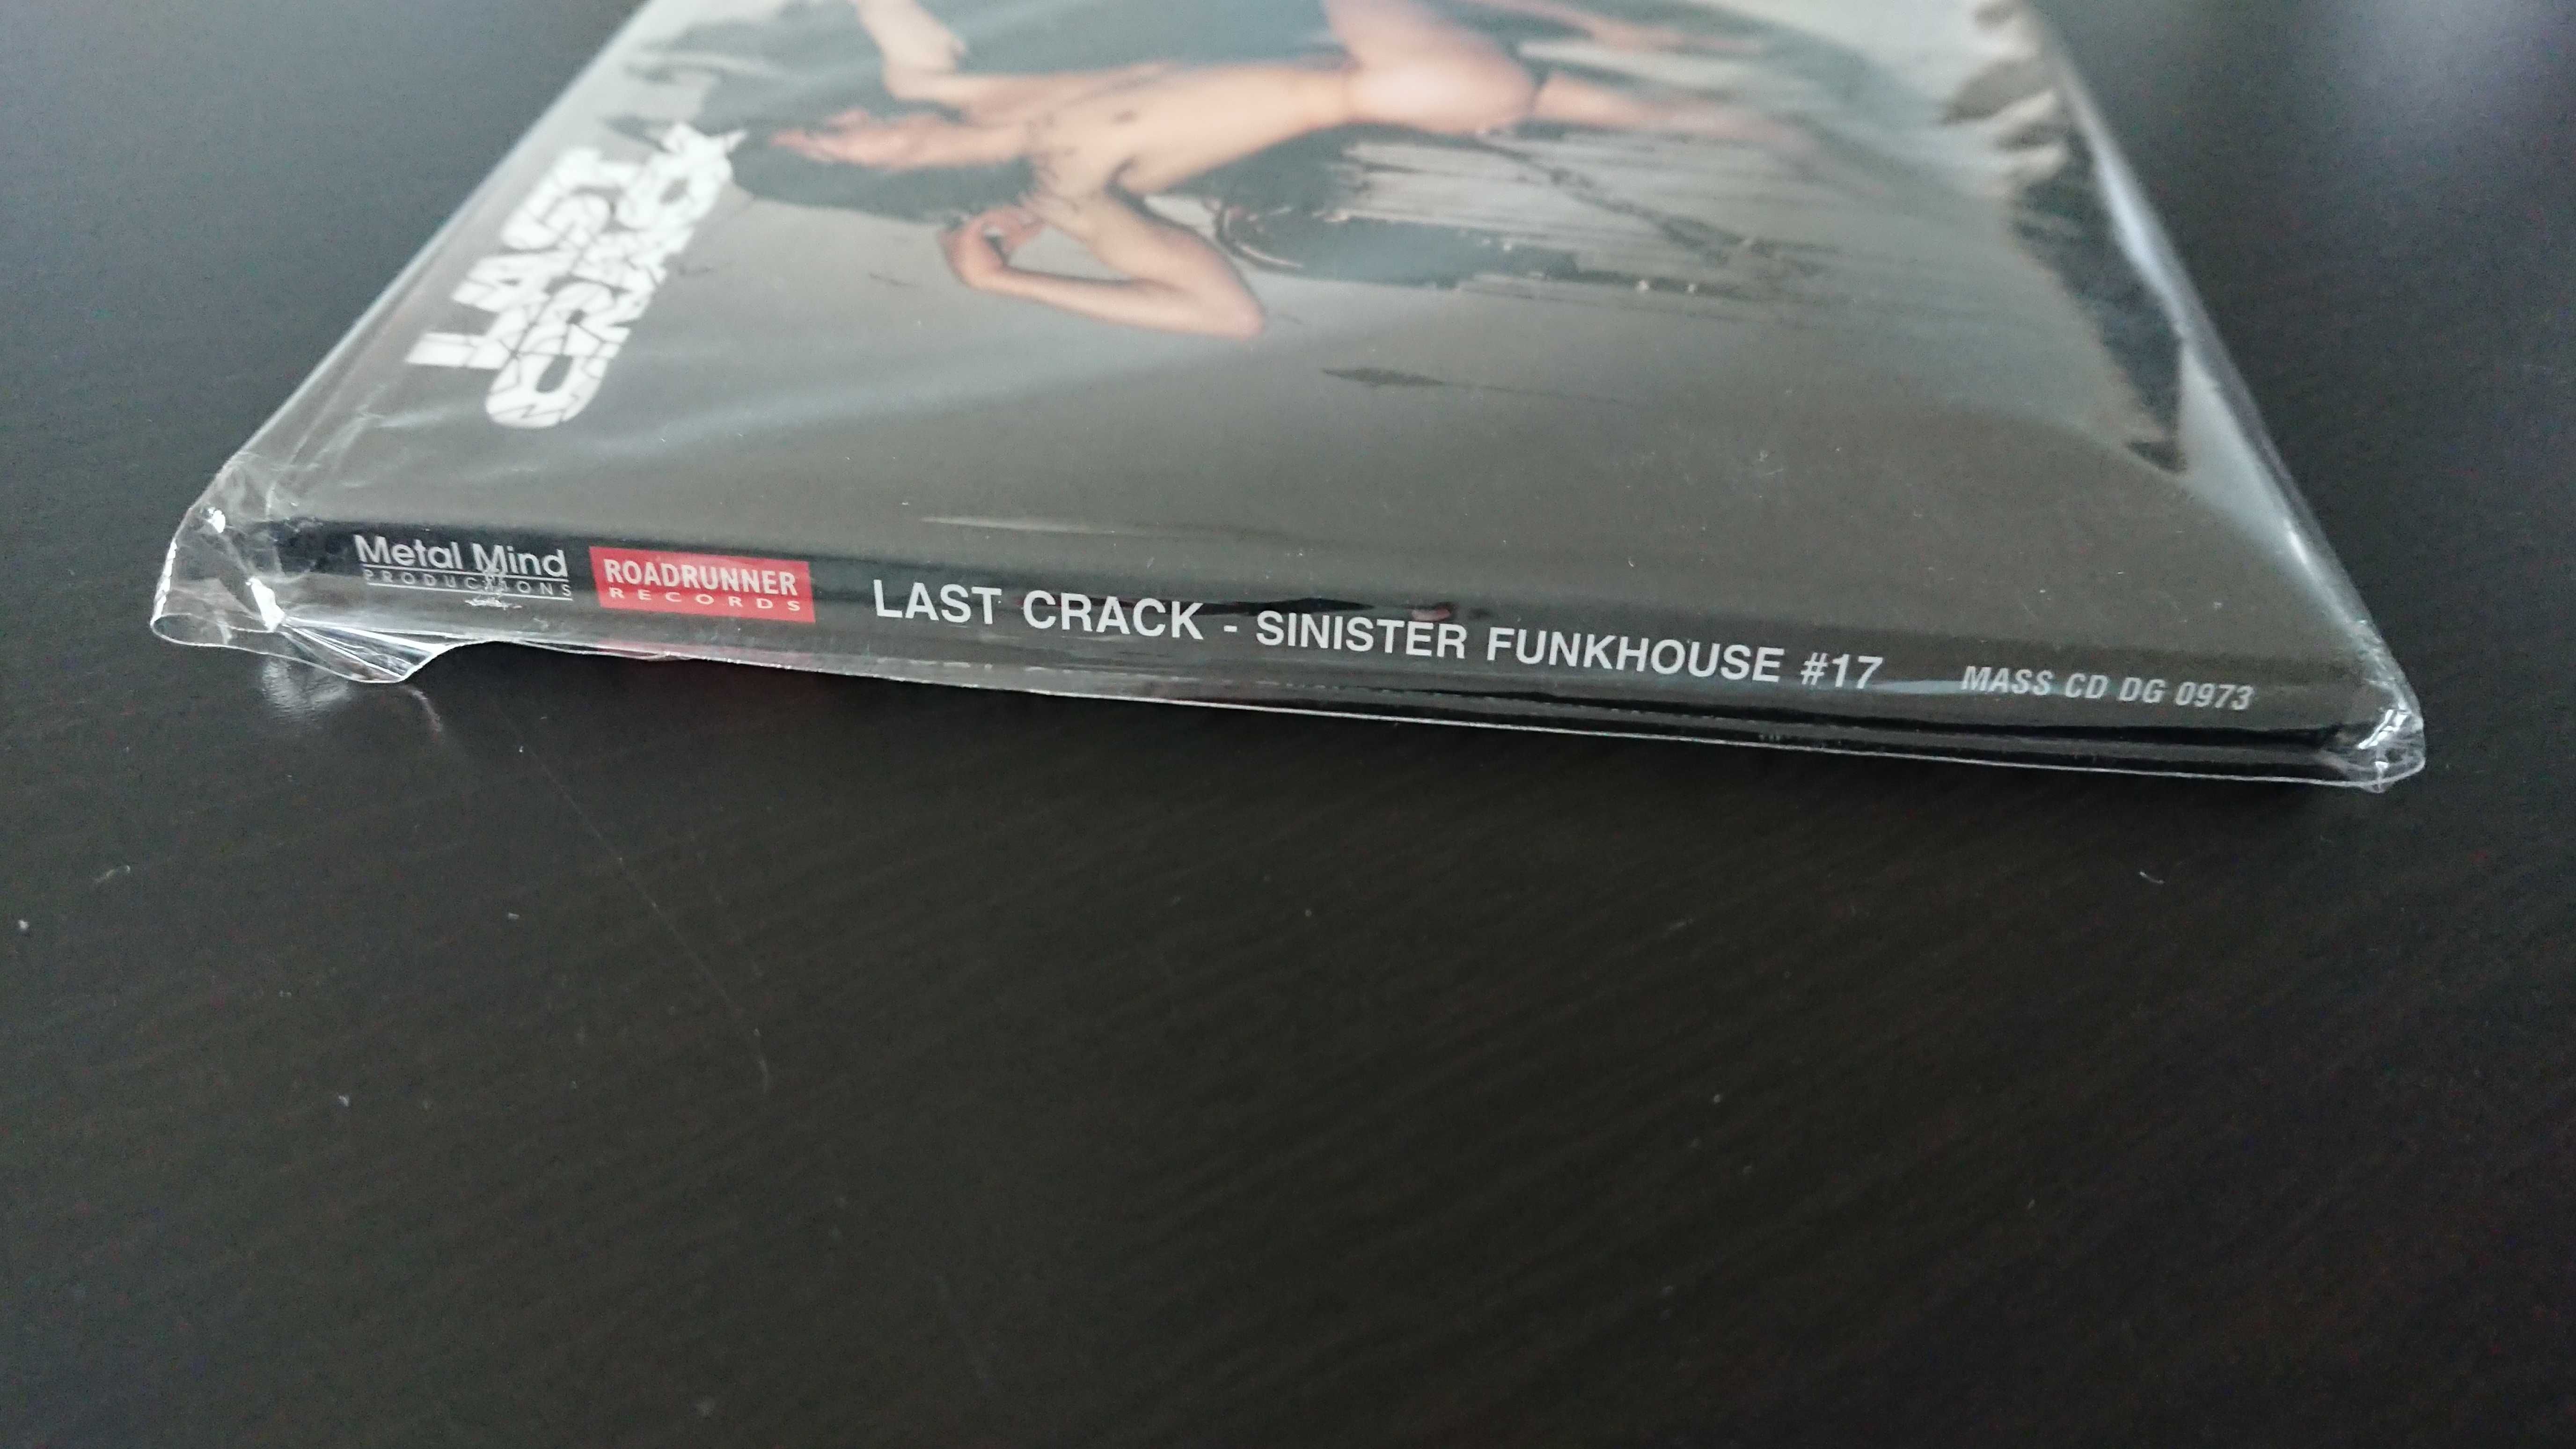 LAST
CRACK
Metal Mind
PRODUCTIONS
ROADRUNNER
RECORDS
LAST CRACK - SINISTER FUNKHOUSE #17
MASS CD DG 0973